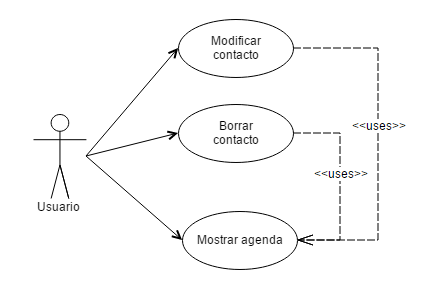 Modificar
contacto
<<uses>>
Borrar
contacto
<<uses>>
Usuario
Mostrar agenda